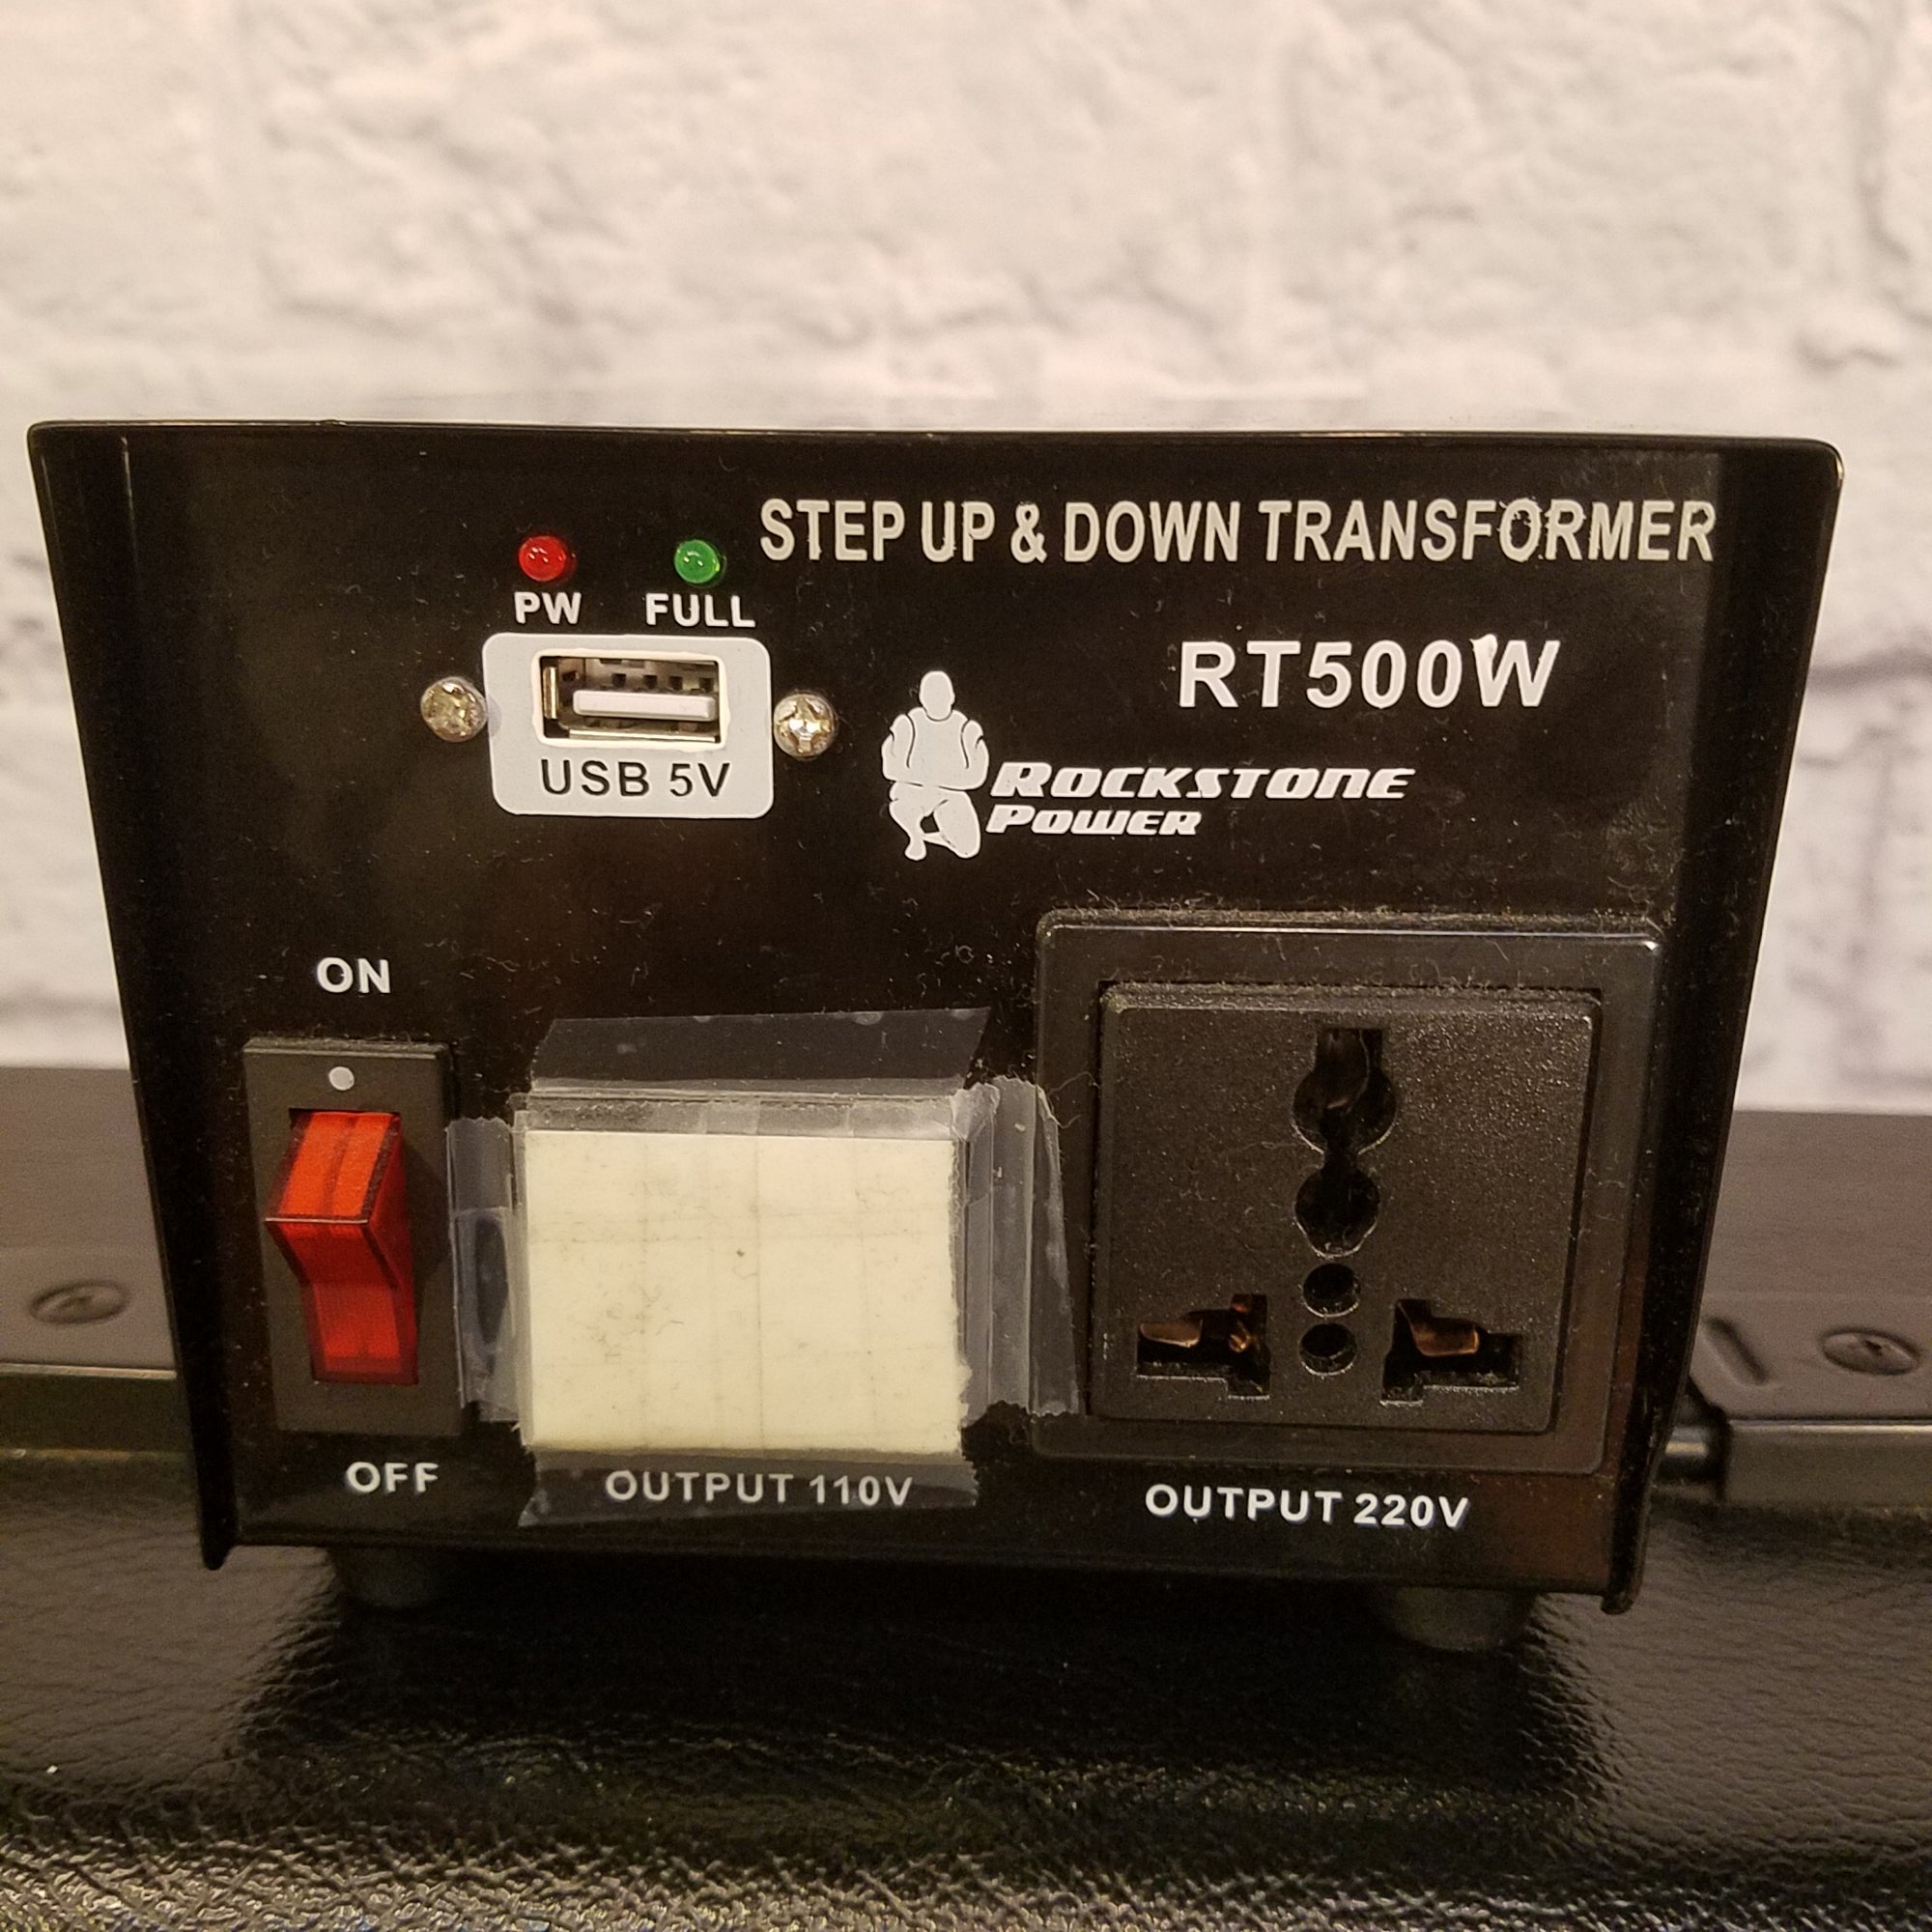 STEP UP & DOWN TRANSFORMER
PW FULL
RT500W
USB 5V
ROCKSTONE
POWER
ON
OFF
OUTPUT 110V
OUTPUT 220V